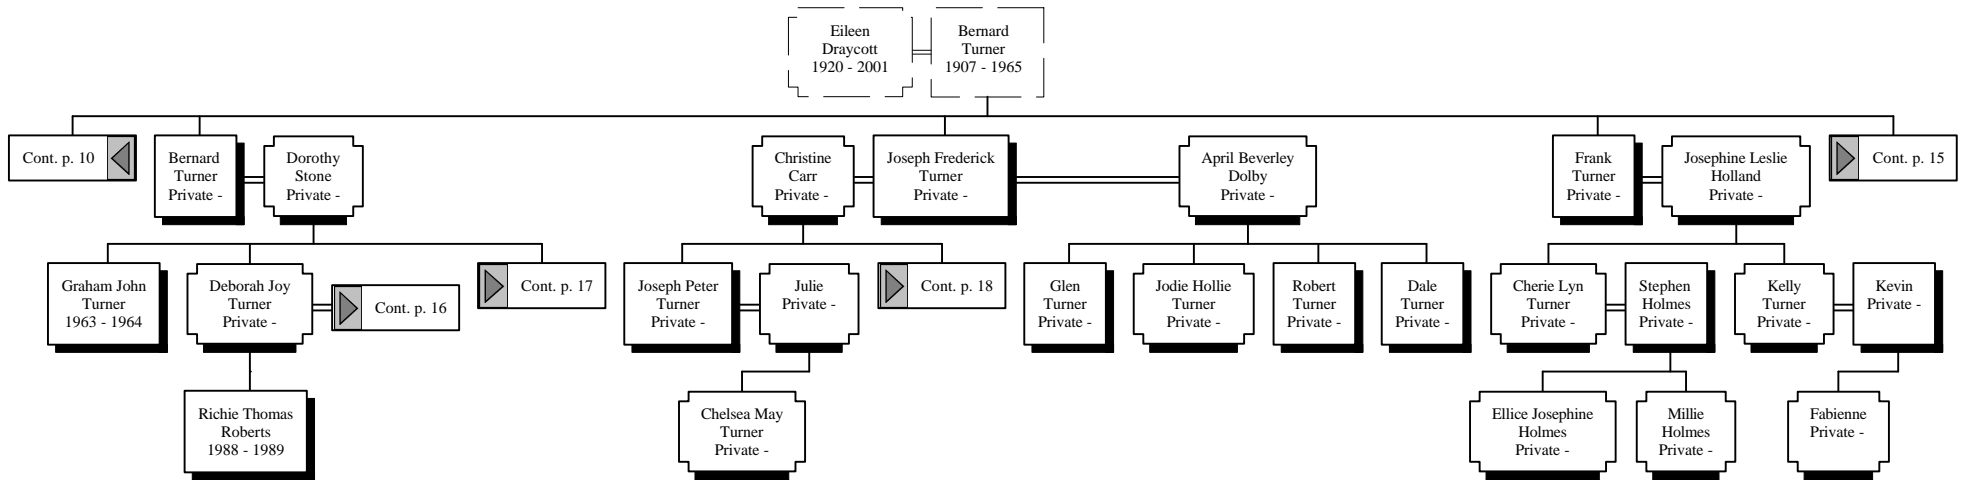 Eileen
Draycott
1920 - 2001
Bernard
Turner
1907 - 1965
Cont. p. 10
Bernard
Turner
Private -
Dorothy
Stone
Private -
Christine
Carr
Private -
Joseph Frederick
Turner
Private -
April Beverley
Dolby
Private -
Frank
Turner
Private -
Josephine Leslie
Holland
Private -
Cont. p. 15
Graham John
Turner
1963 - 1964
Deborah Joy
Turner
Private -
Cont. p. 16
Cont. p. 17
Joseph Peter
Turner
Private -
Julie
Private -
Cont. p. 18
Glen
Turner
Private -
Jodie Hollie
Turner
Private -
Robert
Turner
Private -
Dale
Turner
Private -
Cherie Lyn
Turner
Private -
Stephen
Holmes
Private -
Kelly
Turner
Private -
Kevin
Private -
Richie Thomas
Roberts
1988 - 1989
Chelsea May
Turner
Private -
Ellice Josephine
Holmes
Private -
Millie
Holmes
Private -
Fabienne
Private -